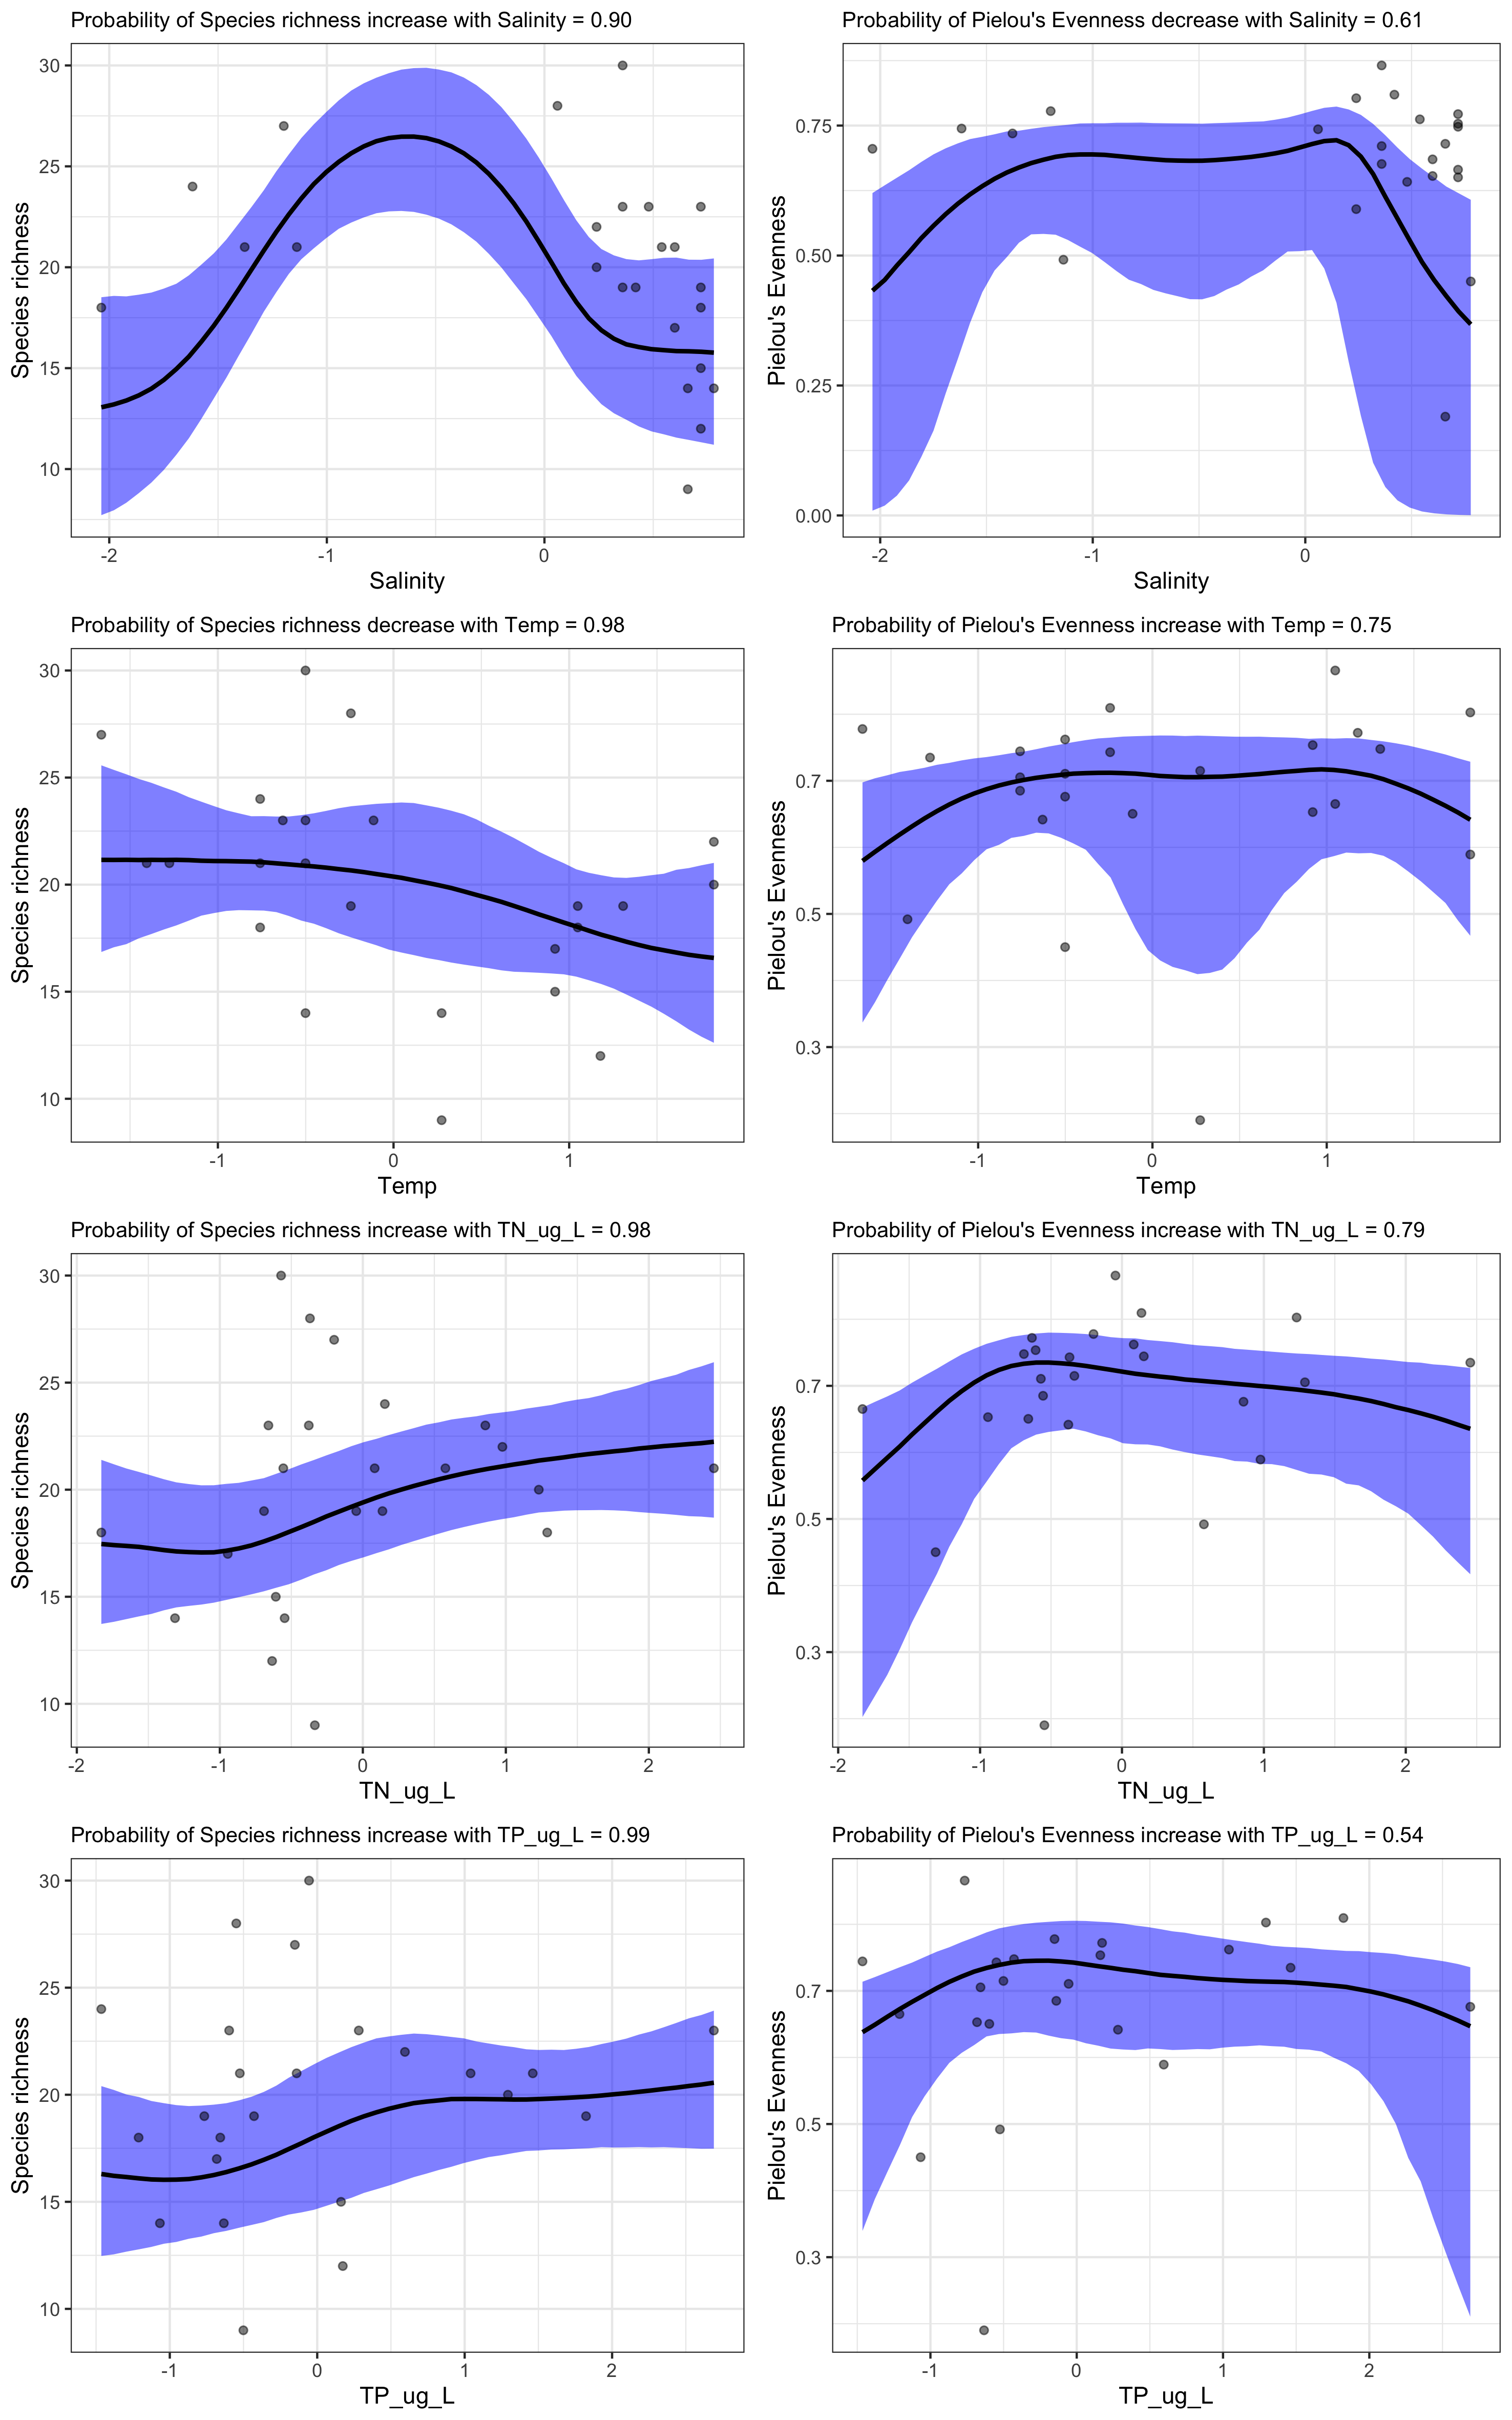 Probability of Species richness increase with Salinity = 0.90
30
25
20
15
10
Species richness
-2 -1 0
Salinity
Probability of Pielou's Evenness decrease with Salinity = 0.61
0.75
0.50
0.25
0.00
Pielou's Evenness
-2 -1 0
Salinity
Probability of Species richness decrease with Temp = 0.98
30
25
20
15
10
Species richness
-1 0 1
Temp
Probability of Pielou's Evenness increase with Temp = 0.75
0.7
0.5
0.3
Pielou's Evenness
-1 0 1
Temp
Probability of Species richness increase with TN_ug_L = 0.98
30
25
20
15
10
Species richness
-2 -1 0 1 2
TN_ug_L
Probability of Pielou's Evenness increase with TN_ug_L = 0.79
0.7
0.5
0.3
Pielou's Evenness
-2 -1 0 1 2
TN_ug_L
Probability of Species richness increase with TP_ug_L = 0.99
30
25
20
15
10
Species richness
-1 0 1 2
TP_ug_L
Probability of Pielou's Evenness increase with TP_ug_L = 0.54
0.7
0.5
0.3
Pielou's Evenness
-1 0 1 2
TP_ug_L